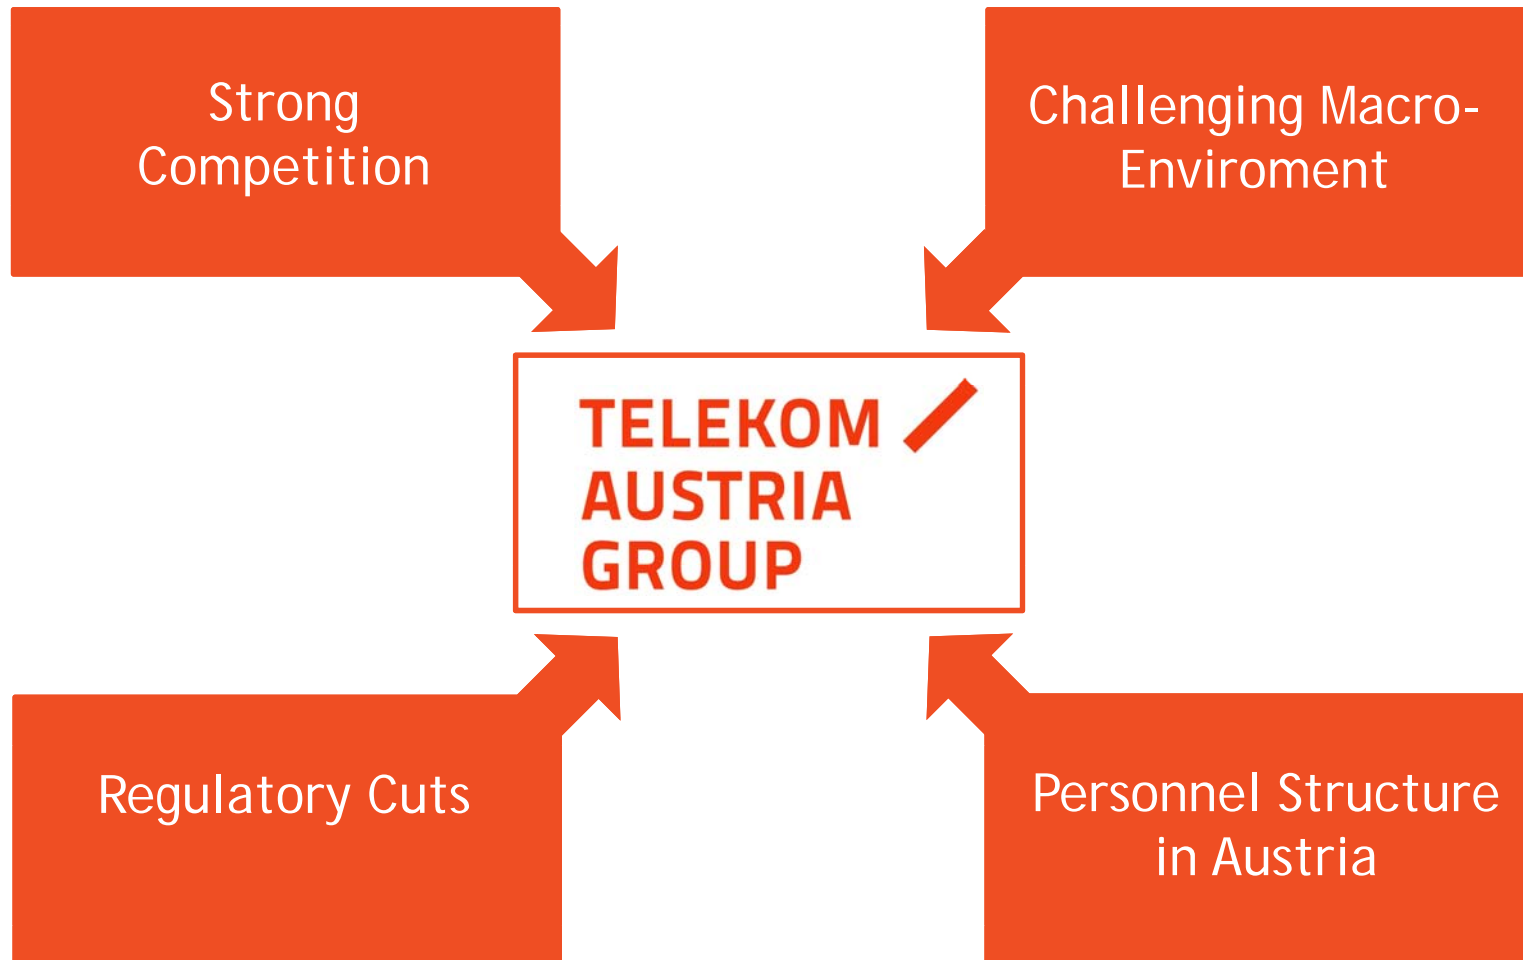 Strong
Competition
Challenging Macro-
Enviroment
TELEKOM
AUSTRIA
GROUP
Regulatory Cuts
Personnel Structure
in Austria